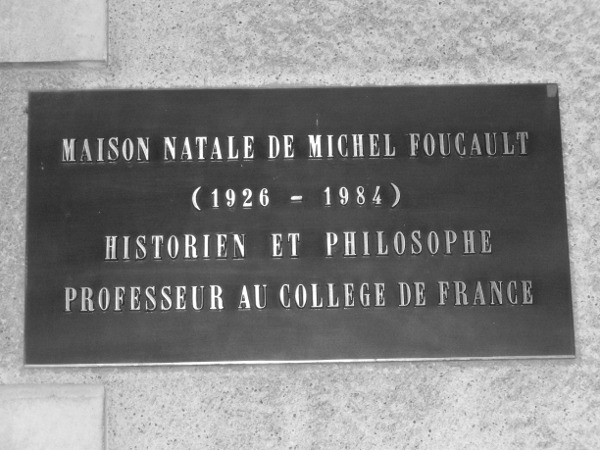 MAISON NATALE DE MICHEL FOUCAULT
(1926 - 1984)
HISTORIEN ET PHILOSOPHE
PROFESSEUR AU COLLEGE DE FRANCE